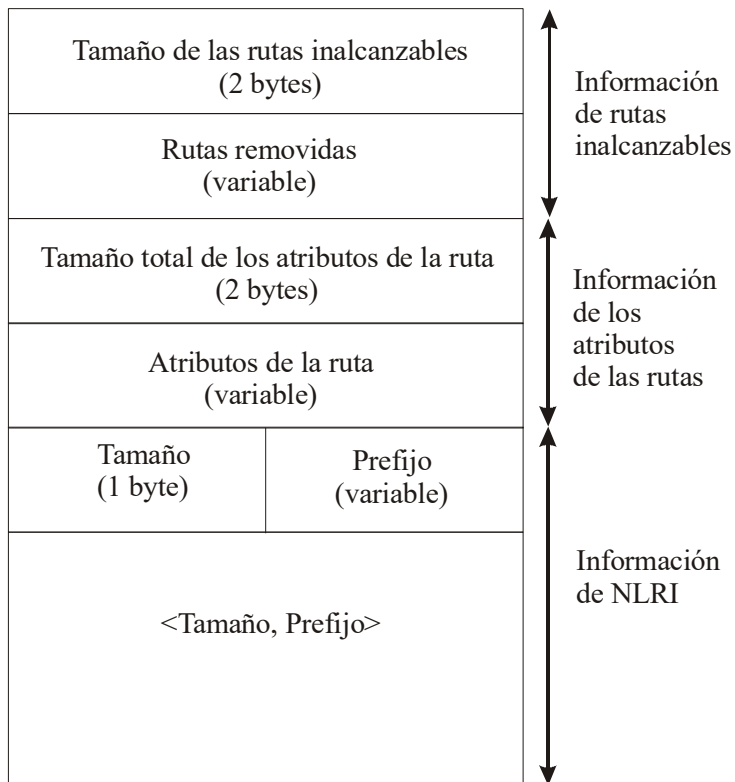 Tamaño de las rutas inalcanzables
(2 bytes)
Rutas removidas
(variable)
Información
de rutas
inalcanzables
Tamaño total de los atributos de la ruta
(2 bytes)
Atributos de la ruta
(variable)
Información
de los
atributos
de las rutas
Tamaño
(1 byte)
Prefijo
(variable)
<Tamaño, Prefijo>
Información
de NLRI